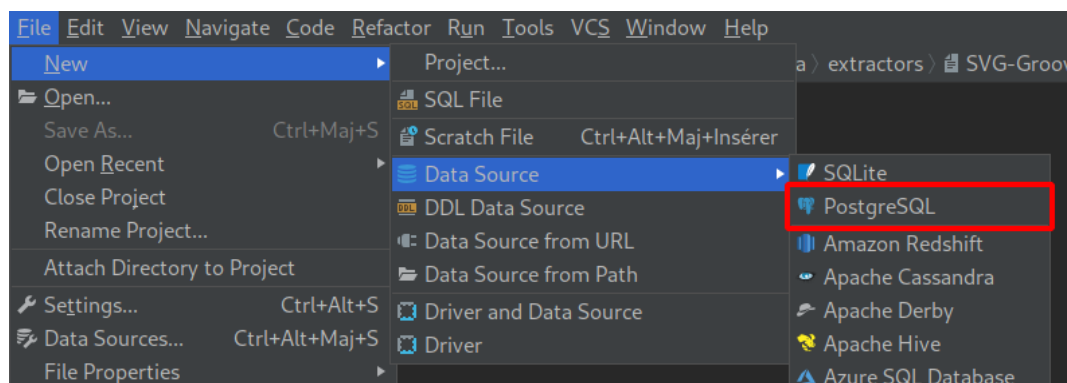 File Edit View Navigate Code Refactor Run Tools VCS Window Help
a extractors SVG-Groov
New
Open...
Save As... Ctrl+Maj+S
Open Recent
Close Project
Rename Project...
Attach Directory to Project
Settings... Ctrl+Alt+S
Data Sources... Ctrl+Alt+Maj+S
File Properties
Project...
SQL File
Scratch File Ctrl+Alt+Maj+Insérer
Data Source
DDL Data Source
Data Source from URL
Data Source from Path
Driver and Data Source
Driver
SQLite
PostgreSQL
Amazon Redshift
Apache Cassandra
Apache Derby
Apache Hive
Azure SQL Database